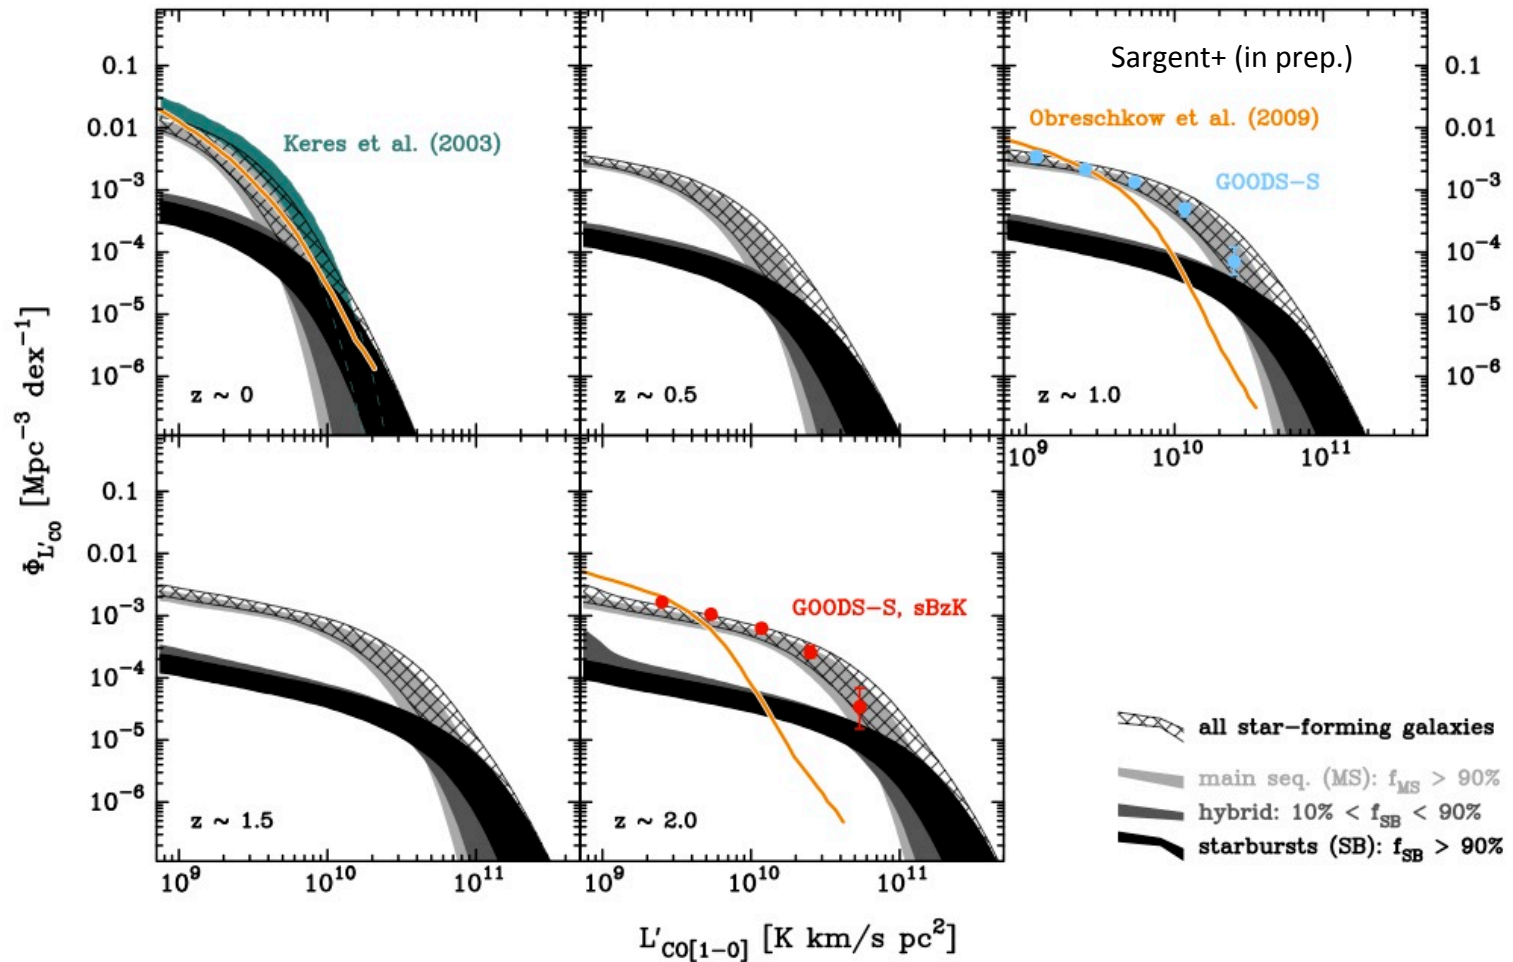 Sargent+ (in prep.)
0.1
0.01
10⁻³
10⁻⁴
10⁻⁵
10⁻⁶
Keres et al. (2003)
z ~ 0
z ~ 0.5
Obreschkow et al. (2009)
GOODS-S
z ~ 1.0
0.1
0.01
10⁻³
10⁻⁴
10⁻⁵
10⁻⁶
10⁹ 10¹⁰ 10¹¹
Φ_L′CO [Mpc⁻³ dex⁻¹]
0.1
0.01
10⁻³
10⁻⁴
10⁻⁵
10⁻⁶
z ~ 1.5
GOODS-S, sBzK
z ~ 2.0
10⁹ 10¹⁰ 10¹¹
10⁹ 10¹⁰ 10¹¹
L′CO[1-0] [K km/s pc²]
all star-forming galaxies
main seq. (MS): f_MS > 90%
hybrid: 10% < f_SB < 90%
starbursts (SB): f_SB > 90%